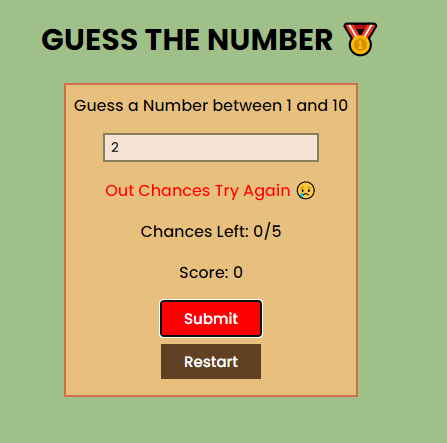 GUESS THE NUMBER 🏅
Guess a Number between 1 and 10
2
Out Chances Try Again 😥
Chances Left: 0/5
Score: 0
Submit
Restart